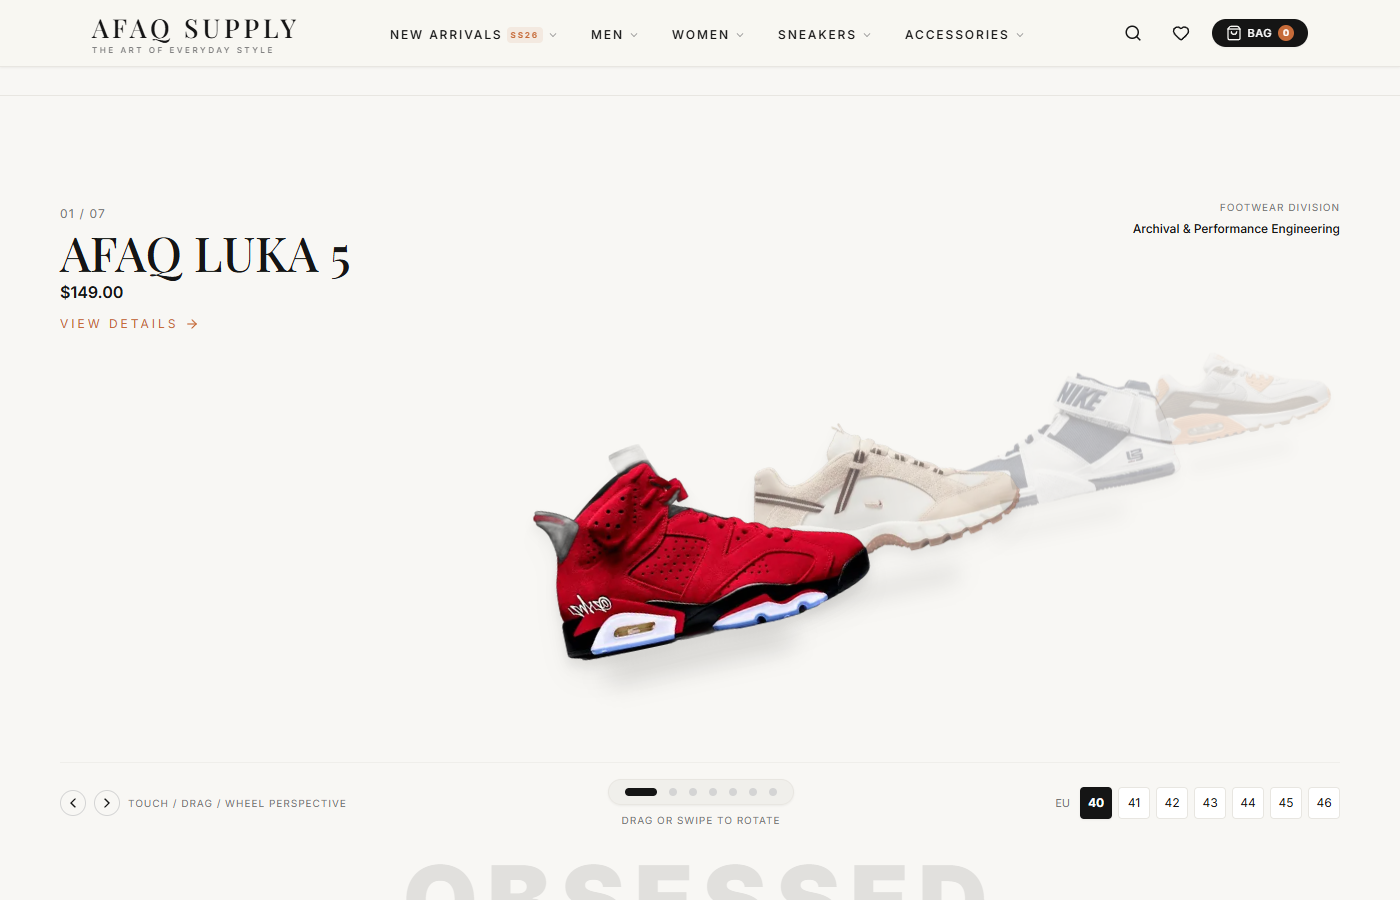 AFAQ SUPPLY
THE ART OF EVERYDAY STYLE
NEW ARRIVALS SS26
MEN
WOMEN
SNEAKERS
ACCESSORIES
BAG 0
01 / 07
AFAQ LUKA 5
$149.00
VIEW DETAILS →
FOOTWEAR DIVISION
Archival & Performance Engineering
NIKE
TOUCH / DRAG / WHEEL PERSPECTIVE
DRAG OR SWIPE TO ROTATE
EU 40 41 42 43 44 45 46
OBSESSED